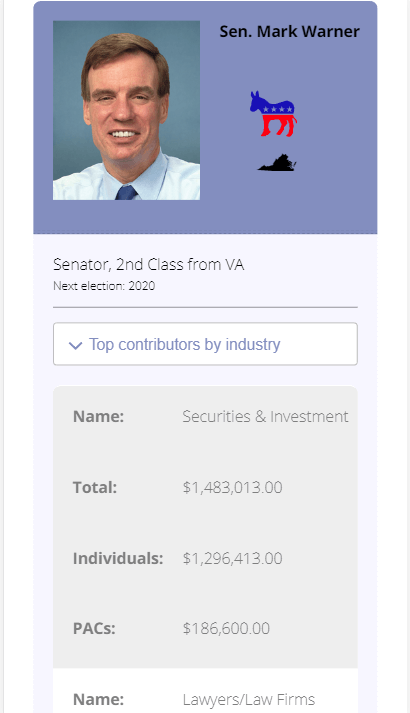 Sen. Mark Warner
Senator, 2nd Class from VA
Next election: 2020
Top contributors by industry
Name: Securities & Investment
Total: $1,483,013.00
Individuals: $1,296,413.00
PACs: $186,600.00
Name: Lawyers/Law Firms